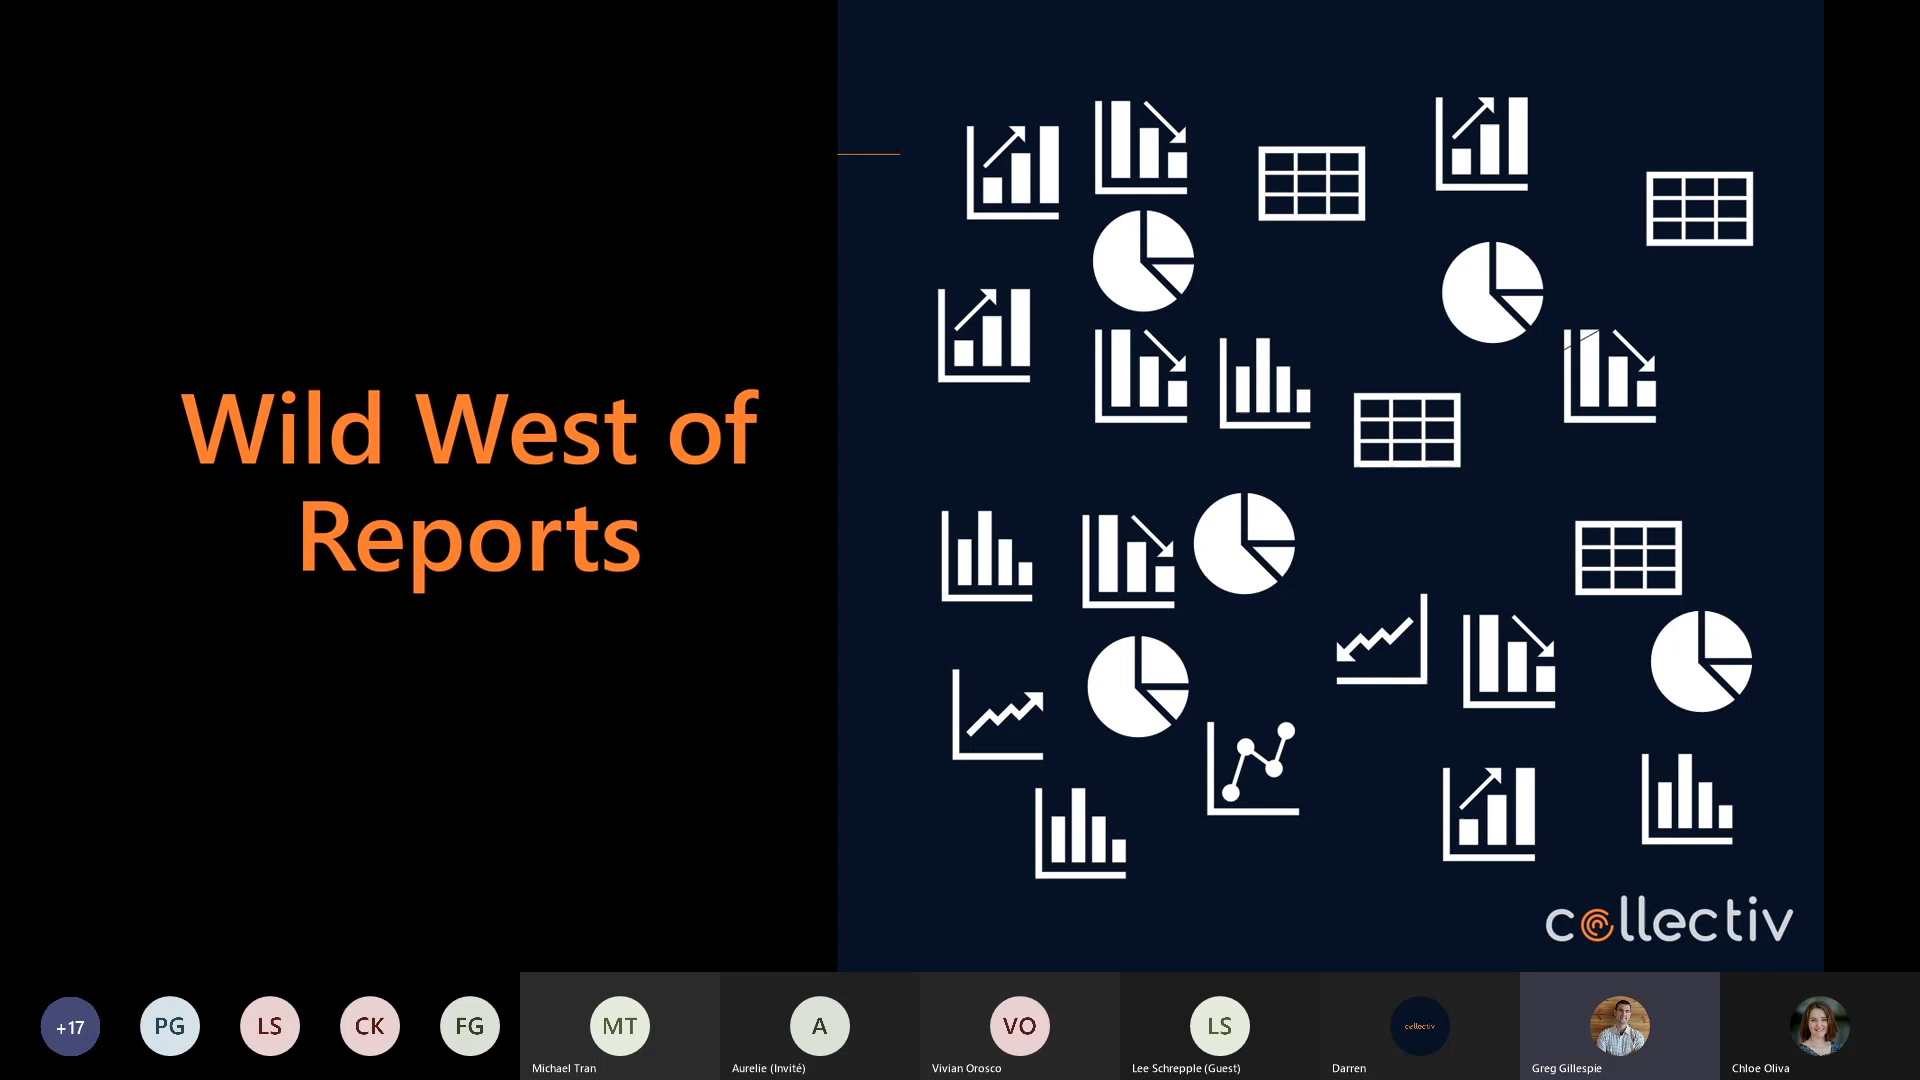 Wild West of
Reports
collectiv
+17
PG
LS
CK
FG
MT
A
VO
LS
collectiv
Michael Tran
Aurelie (Invité)
Vivian Orosco
Lee Schrepple (Guest)
Darren
Greg Gillespie
Chloe Oliva